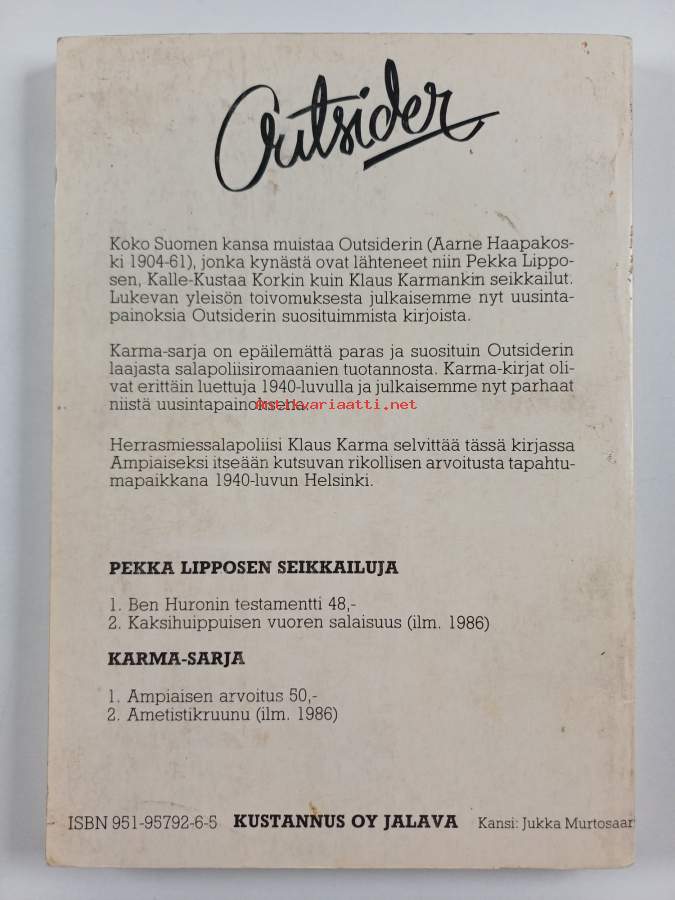 Outsider
Koko Suomen kansa muistaa Outsiderin (Aarne Haapakos-
ki 1904-61), jonka kynästä ovat lähteneet niin Pekka Lippo-
sen, Kalle-Kustaa Korkin kuin Klaus Karmankin seikkailut.
Lukevan yleisön toivomuksesta julkaisemme nyt uusinta-
painoksia Outsiderin suosituimmista kirjoista.
Karma-sarja on epäilemättä paras ja suosituin Outsiderin
laajasta salapoliisiromaanien tuotannosta. Karma-kirjat oli-
vat erittäin luettuja 1940-luvulla ja julkaisemme nyt parhaat
niistä uusintapainoksena.
Antikvariaatti.net
Herrasmiessalapoliisi Klaus Karma selvittää tässä kirjassa
Ampiaiseksi itseään kutsuvan rikollisen arvoitusta tapahtu-
mapaikkana 1940-luvun Helsinki.
PEKKA LIPPOSEN SEIKKAILUJA
1. Ben Huronin testamentti 48,-
2. Kaksihuippuisen vuoren salaisuus (ilm. 1986)
KARMA-SARJA
1. Ampiaisen arvoitus 50,-
2. Ametistikruunu (ilm. 1986)
ISBN 951-95792-6-5 KUSTANNUS OY JALAVA Kansi: Jukka Murtosaar